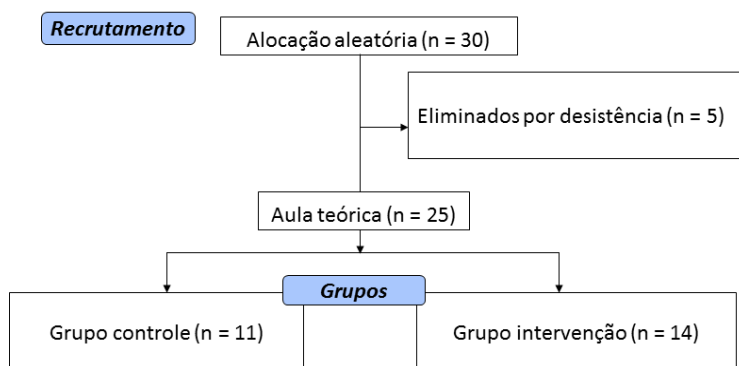 Recrutamento
Alocação aleatória (n = 30)
Eliminados por desistência (n = 5)
Aula teórica (n = 25)
Grupos
Grupo controle (n = 11)
Grupo intervenção (n = 14)